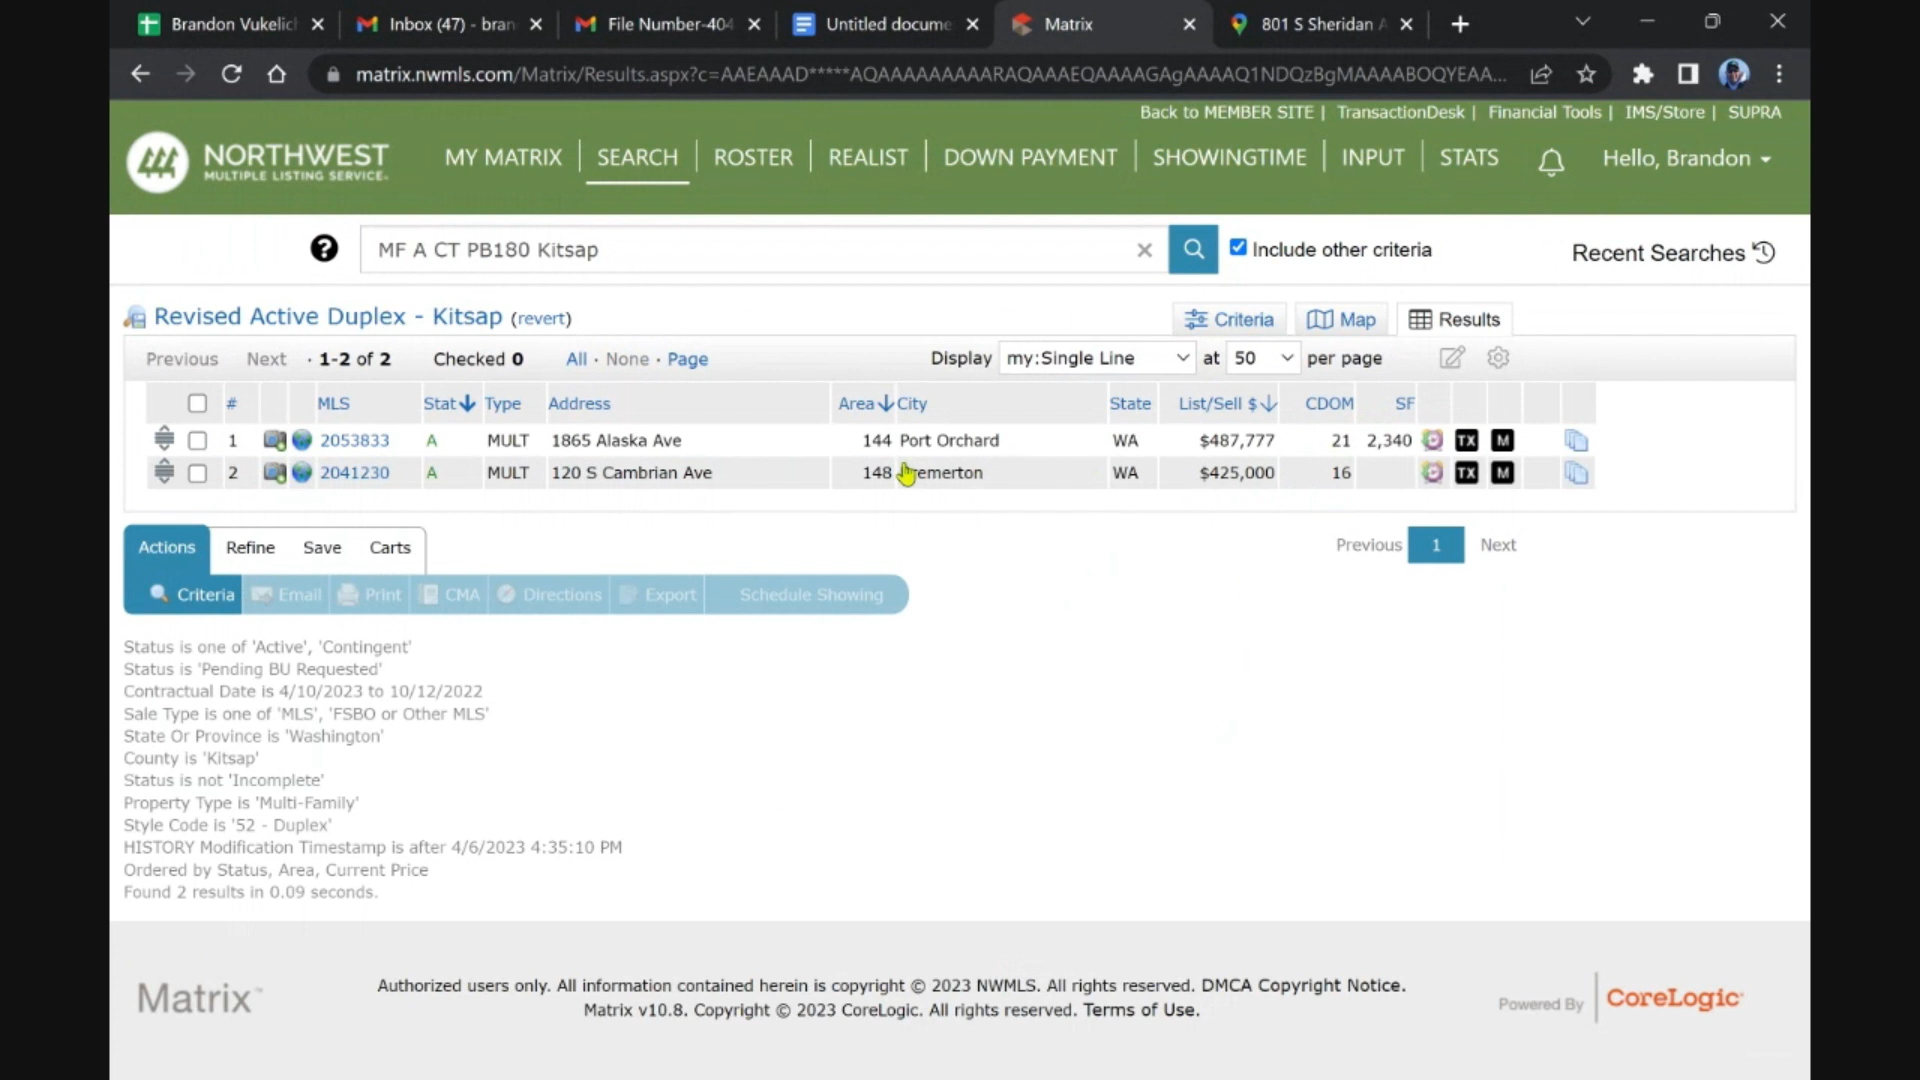 Brandon Vukelic
Inbox (47) - bran
File Number-404
Untitled docume
Matrix
801 S Sheridan A
matrix.nwmls.com/Matrix/Results.aspx?c=AAEAAAD*****AQAAAAAAAAARAQAAAEQAAAAGAgAAAAQ1NDQzBgMAAAABOQYEAA...
Back to MEMBER SITE | TransactionDesk | Financial Tools | IMS/Store | SUPRA
NORTHWEST
MULTIPLE LISTING SERVICE
MY MATRIX SEARCH ROSTER REALIST DOWN PAYMENT SHOWINGTIME INPUT STATS
Hello, Brandon
MF A CT PB180 Kitsap
Include other criteria
Recent Searches
Revised Active Duplex - Kitsap (revert)
Criteria Map Results
Previous Next · 1-2 of 2 Checked 0 All · None · Page Display my:Single Line at 50 per page
# MLS Stat Type Address Area City State List/Sell $ CDOM SF
1 2053833 A MULT 1865 Alaska Ave 144 Port Orchard WA $487,777 21 2,340 TX M
2 2041230 A MULT 120 S Cambrian Ave 148 emerton WA $425,000 16 TX M
Actions Refine Save Carts
Previous 1 Next
Criteria Email Print CMA Directions Export Schedule Showing
Status is one of 'Active', 'Contingent'
Status is 'Pending BU Requested'
Contractual Date is 4/10/2023 to 10/12/2022
Sale Type is one of 'MLS', 'FSBO or Other MLS'
State Or Province is 'Washington'
County is 'Kitsap'
Status is not 'Incomplete'
Property Type is 'Multi-Family'
Style Code is '52 - Duplex'
HISTORY Modification Timestamp is after 4/6/2023 4:35:10 PM
Ordered by Status, Area, Current Price
Found 2 results in 0.09 seconds.
Matrix™
Authorized users only. All information contained herein is copyright © 2023 NWMLS. All rights reserved. DMCA Copyright Notice.
Matrix v10.8. Copyright © 2023 CoreLogic. All rights reserved. Terms of Use.
Powered By CoreLogic